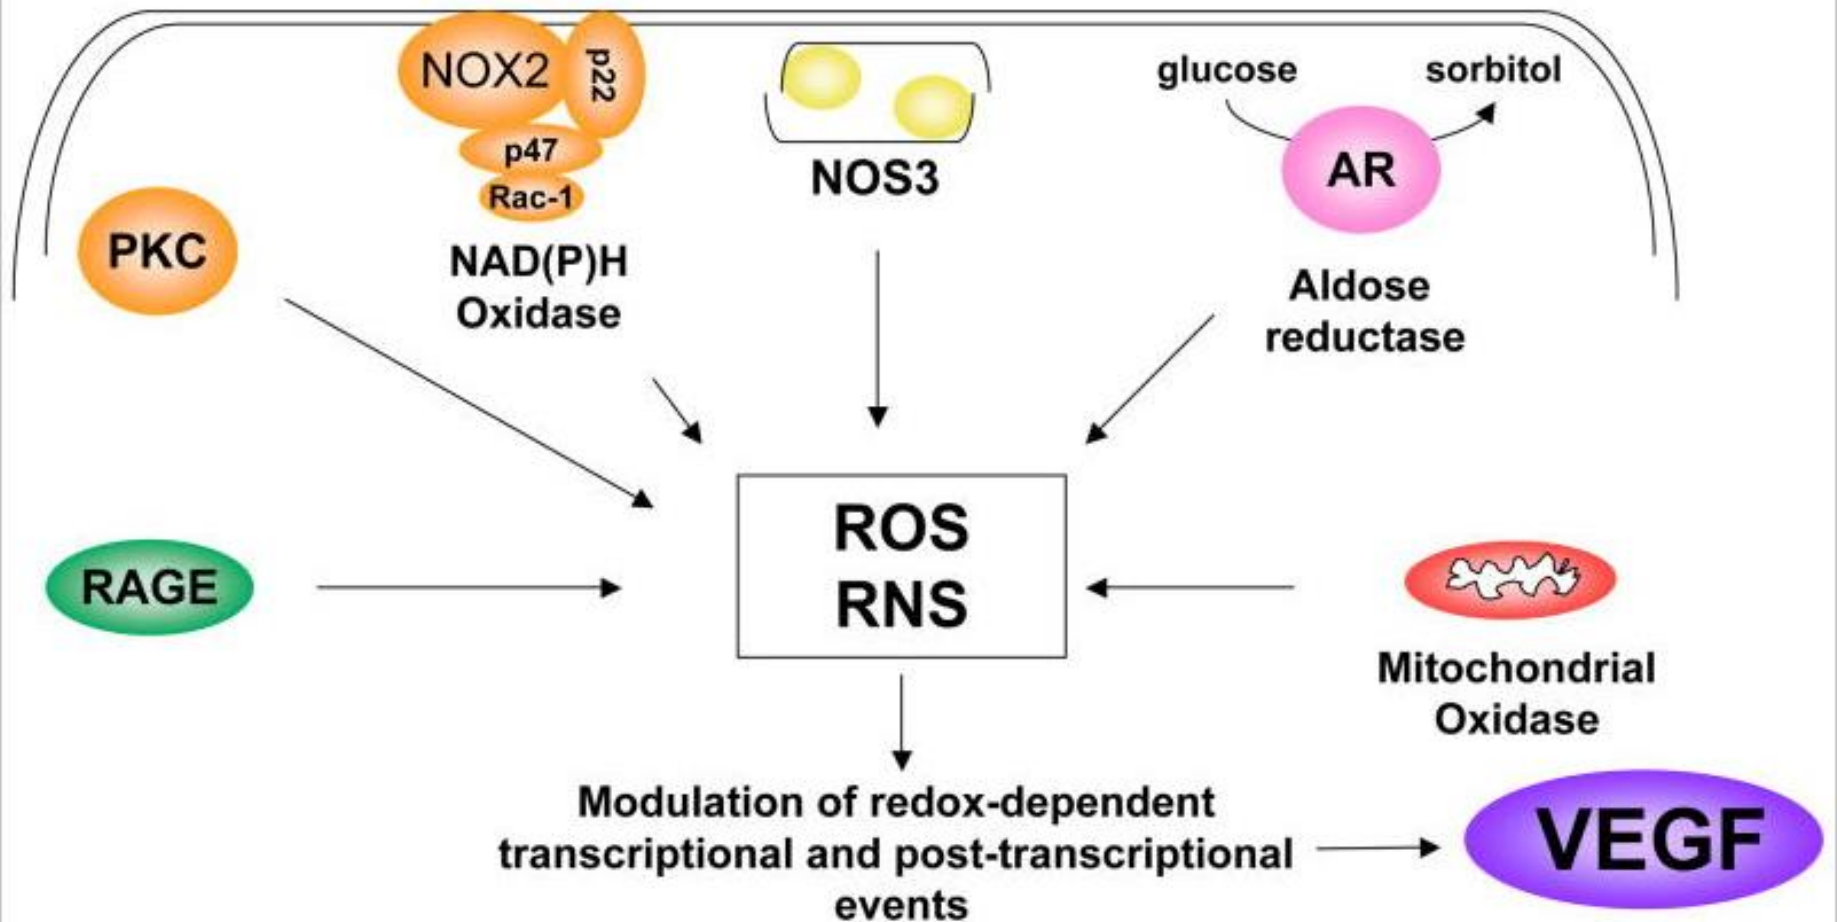 NOX2
p22
p47
Rac-1
NAD(P)H
Oxidase
NOS3
glucose
sorbitol
AR
Aldose
reductase
PKC
ROS
RNS
RAGE
Mitochondrial
Oxidase
Modulation of redox-dependent
transcriptional and post-transcriptional
events
VEGF